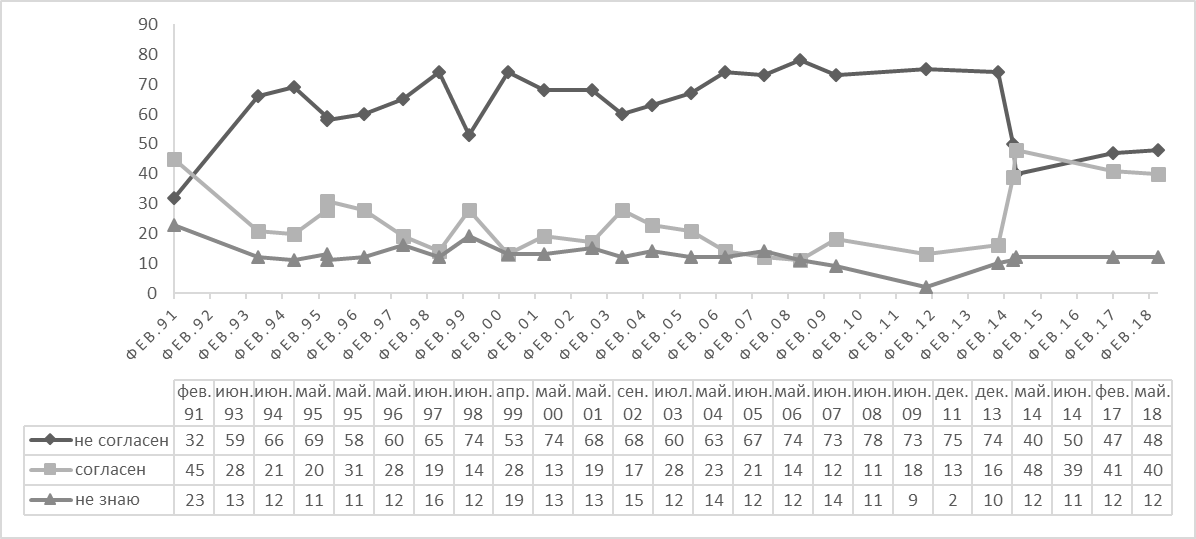 90
80
70
60
50
40
30
20
10
0
ФЕВ.91 ФЕВ.92 ФЕВ.93 ФЕВ.94 ФЕВ.95 ФЕВ.96 ФЕВ.97 ФЕВ.98 ФЕВ.99 ФЕВ.00 ФЕВ.01 ФЕВ.02 ФЕВ.03 ФЕВ.04 ФЕВ.05 ФЕВ.06 ФЕВ.07 ФЕВ.08 ФЕВ.09 ФЕВ.10 ФЕВ.11 ФЕВ.12 ФЕВ.13 ФЕВ.14 ФЕВ.15 ФЕВ.16 ФЕВ.17 ФЕВ.18
фев. июн. июн. май. май. май. июн. июн. апр. май. май. сен. июл. май. июн. май. июн. июн. июн. дек. дек. май. июн. фев. май.
91 93 94 95 95 96 97 98 99 00 01 02 03 04 05 06 07 08 09 11 13 14 14 17 18
не согласен 32 59 66 69 58 60 65 74 53 74 68 68 60 63 67 74 73 78 73 75 74 40 50 47 48
согласен 45 28 21 20 31 28 19 14 28 13 19 17 28 23 21 14 12 11 18 13 16 48 39 41 40
не знаю 23 13 12 11 11 12 16 12 19 13 13 15 12 14 12 12 14 11 9 2 10 12 11 12 12